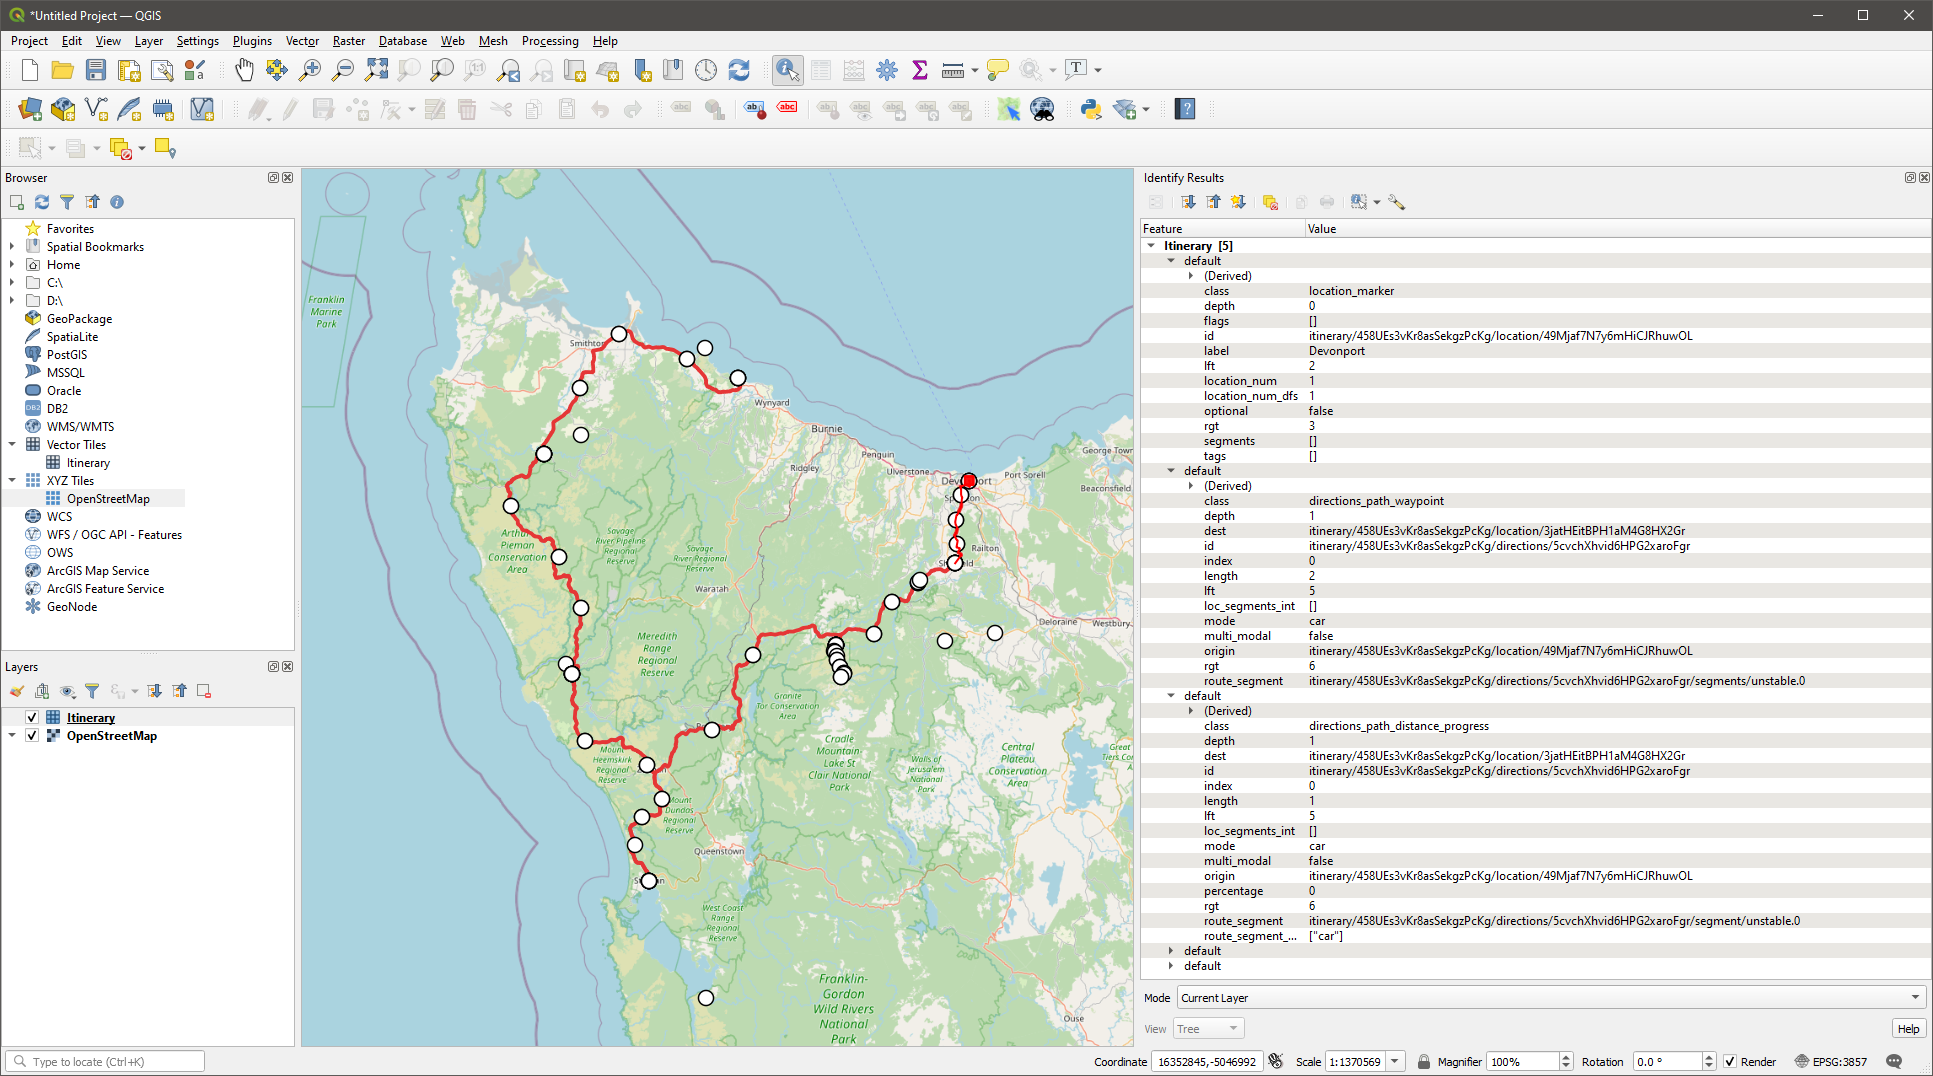 *Untitled Project — QGIS
Project Edit View Layer Settings Plugins Vector Raster Database Web Mesh Processing Help
Browser
Favorites
Spatial Bookmarks
Home
C:\
D:\
GeoPackage
SpatiaLite
PostGIS
MSSQL
Oracle
DB2
WMS/WMTS
Vector Tiles
Itinerary
XYZ Tiles
OpenStreetMap
WCS
WFS / OGC API - Features
OWS
ArcGIS Map Service
ArcGIS Feature Service
GeoNode
Layers
Itinerary
OpenStreetMap
Type to locate (Ctrl+K)
Franklin
Marine
Park
Smithton
Wynyard
Burnie
Penguin
Ridgley
Ulverstone
Port Sorell
George Town
Beaconsfield
Railton
Arthur
Pieman
Conservation
Area
Savage
River Pipeline
Regional
Reserve
Savage
River Regional
Reserve
Waratah
Deloraine
Westbury
Meredith
Range
Regional
Reserve
Granite
Tor Conservation
Area
Mount
Heemskirk
Regional
Reserve
Cradle
Mountain-
Lake St
Clair National
Park
Walls of
Jerusalem
National
Park
Central
Plateau
Conservation
Area
Great
Tiers Co
Mount
Dundas
Regional
Reserve
Queenstown
West Coast
Range
Regional
Reserve
Franklin-
Gordon
Wild Rivers
National
Park
Ouse
Identify Results
Feature Value
Itinerary [5]
default
(Derived)
class location_marker
depth 0
flags []
id itinerary/458UEs3vKr8asSekgzPcKg/location/49Mjaf7N7y6mHiCJRhuwOL
label Devonport
lft 2
location_num 1
location_num_dfs 1
optional false
rgt 3
segments []
tags []
default
(Derived)
class directions_path_waypoint
depth 1
dest itinerary/458UEs3vKr8asSekgzPcKg/location/3jatHEitBPH1aM4G8HX2Gr
id itinerary/458UEs3vKr8asSekgzPcKg/directions/5cvchXhvid6HPG2xaroFgr
index 0
length 2
lft 5
loc_segments_int []
mode car
multi_modal false
origin itinerary/458UEs3vKr8asSekgzPcKg/location/49Mjaf7N7y6mHiCJRhuwOL
rgt 6
route_segment itinerary/458UEs3vKr8asSekgzPcKg/directions/5cvchXhvid6HPG2xaroFgr/segments/unstable.0
default
(Derived)
class directions_path_distance_progress
depth 1
dest itinerary/458UEs3vKr8asSekgzPcKg/location/3jatHEitBPH1aM4G8HX2Gr
id itinerary/458UEs3vKr8asSekgzPcKg/directions/5cvchXhvid6HPG2xaroFgr
index 0
length 1
lft 5
loc_segments_int []
mode car
multi_modal false
origin itinerary/458UEs3vKr8asSekgzPcKg/location/49Mjaf7N7y6mHiCJRhuwOL
percentage 0
rgt 6
route_segment itinerary/458UEs3vKr8asSekgzPcKg/directions/5cvchXhvid6HPG2xaroFgr/segment/unstable.0
route_segment_... ["car"]
default
default
Mode Current Layer
View Tree Help
Coordinate 16352845,-5046992 Scale 1:1370569 Magnifier 100% Rotation 0.0 ° Render EPSG:3857